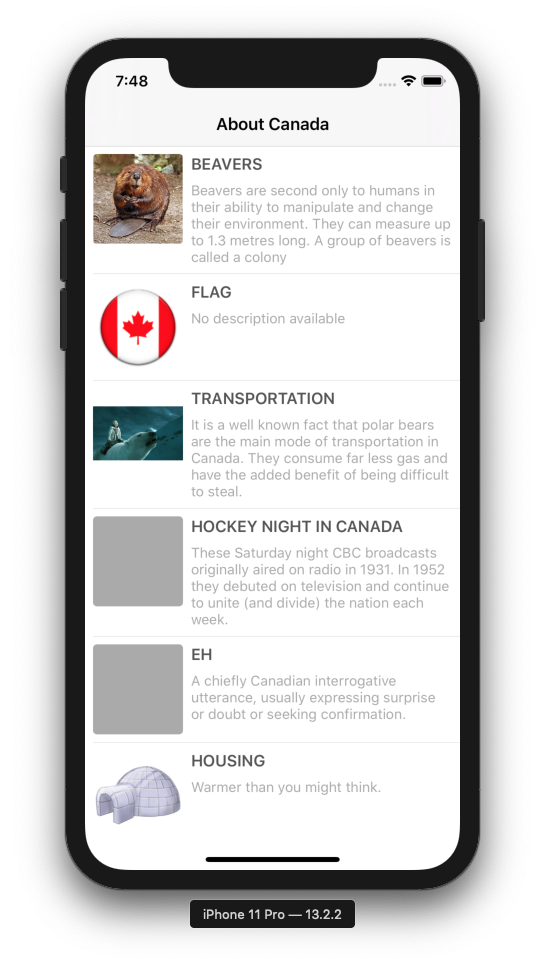 7:48
About Canada
BEAVERS
Beavers are second only to humans in
their ability to manipulate and change
their environment. They can measure up
to 1.3 metres long. A group of beavers is
called a colony
FLAG
No description available
TRANSPORTATION
It is a well known fact that polar bears
are the main mode of transportation in
Canada. They consume far less gas and
have the added benefit of being difficult
to steal.
HOCKEY NIGHT IN CANADA
These Saturday night CBC broadcasts
originally aired on radio in 1931. In 1952
they debuted on television and continue
to unite (and divide) the nation each
week.
EH
A chiefly Canadian interrogative
utterance, usually expressing surprise
or doubt or seeking confirmation.
HOUSING
Warmer than you might think.
iPhone 11 Pro — 13.2.2